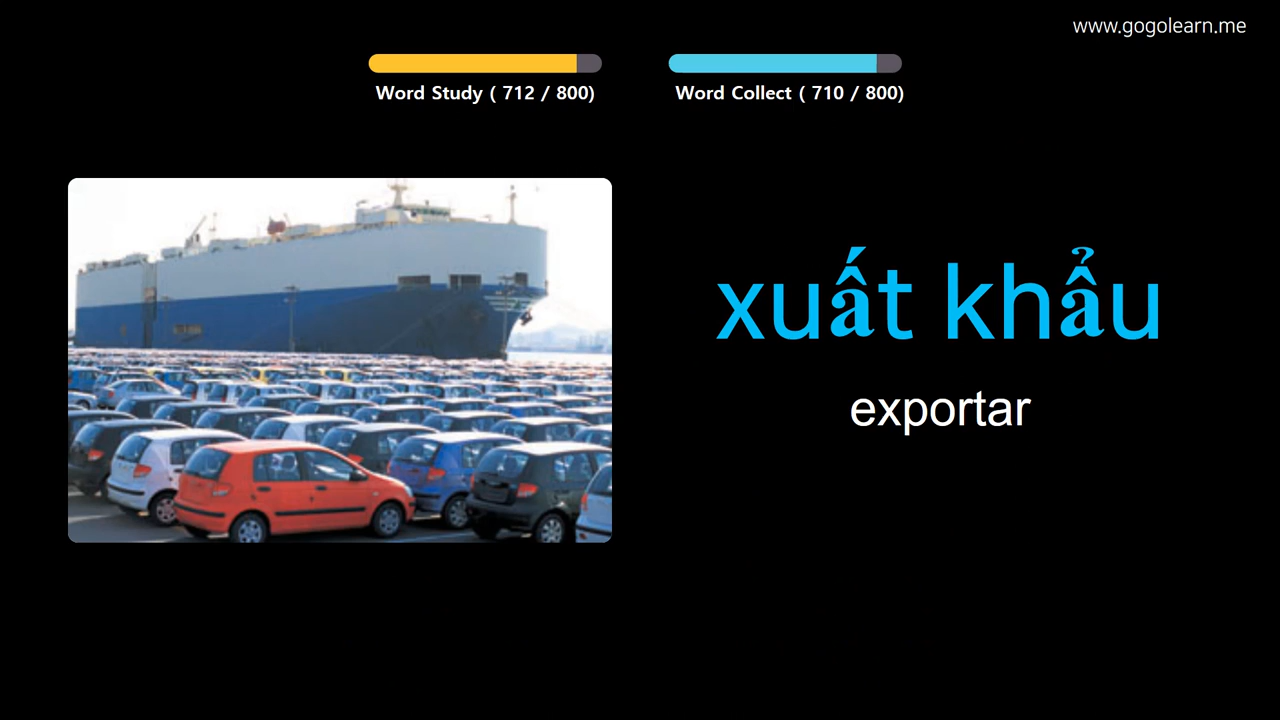 www.gogolearn.me
Word Study ( 712 / 800)
Word Collect ( 710 / 800)
xuất khẩu
exportar